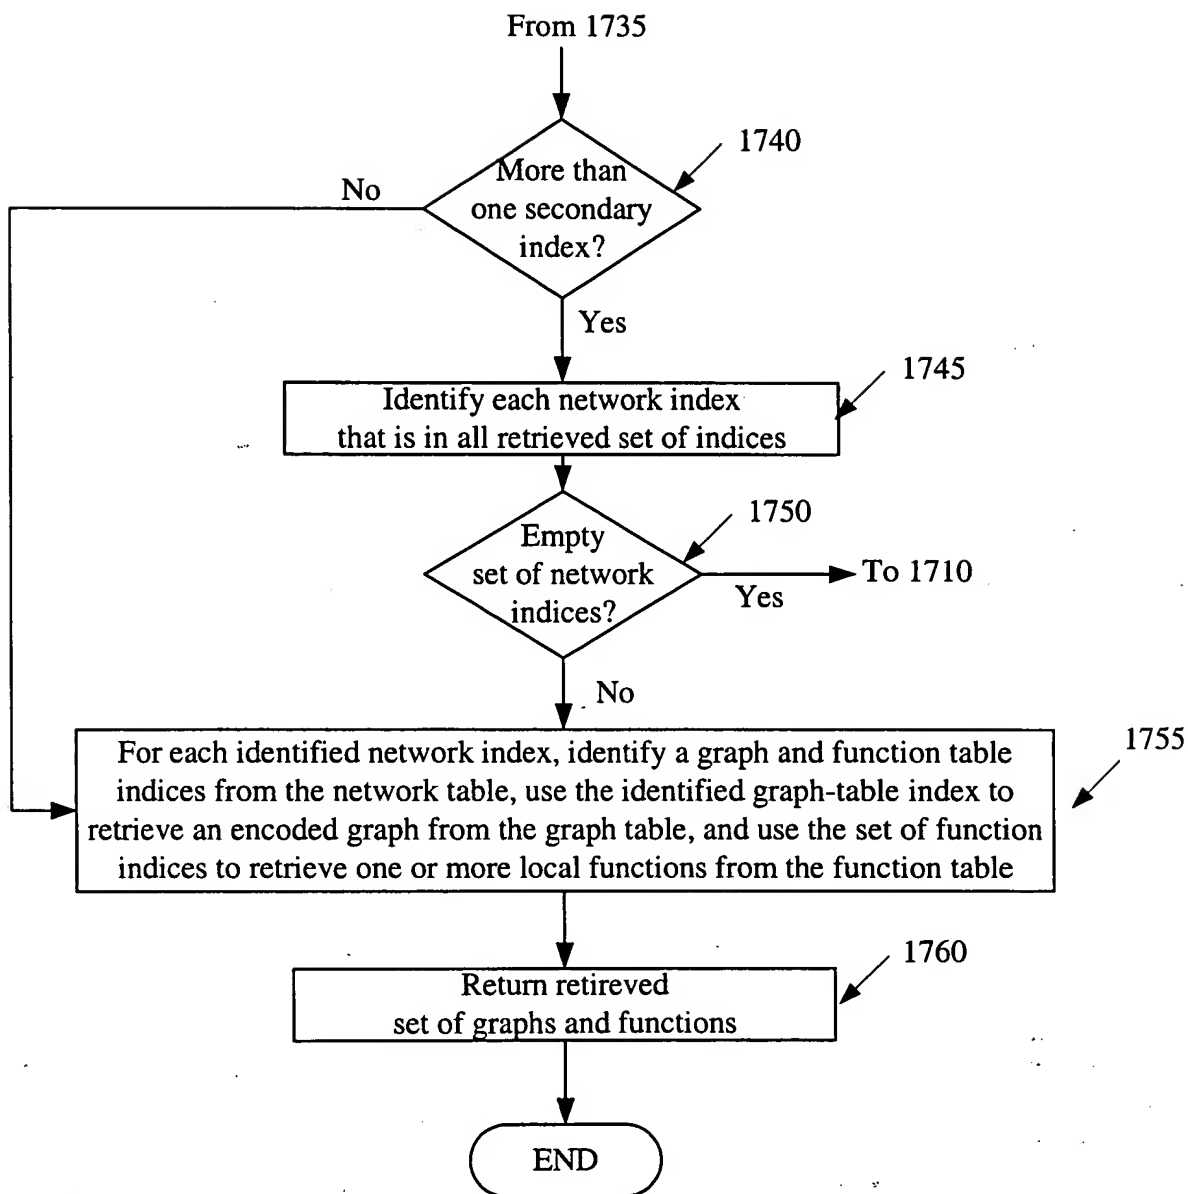 From 1735
1740
More than
one secondary
index?
No
Yes
1745
Identify each network index
that is in all retrieved set of indices
1750
Empty
set of network
indices?
To 1710
Yes
No
1755
For each identified network index, identify a graph and function table
indices from the network table, use the identified graph-table index to
retrieve an encoded graph from the graph table, and use the set of function
indices to retrieve one or more local functions from the function table
1760
Return retireved
set of graphs and functions
END